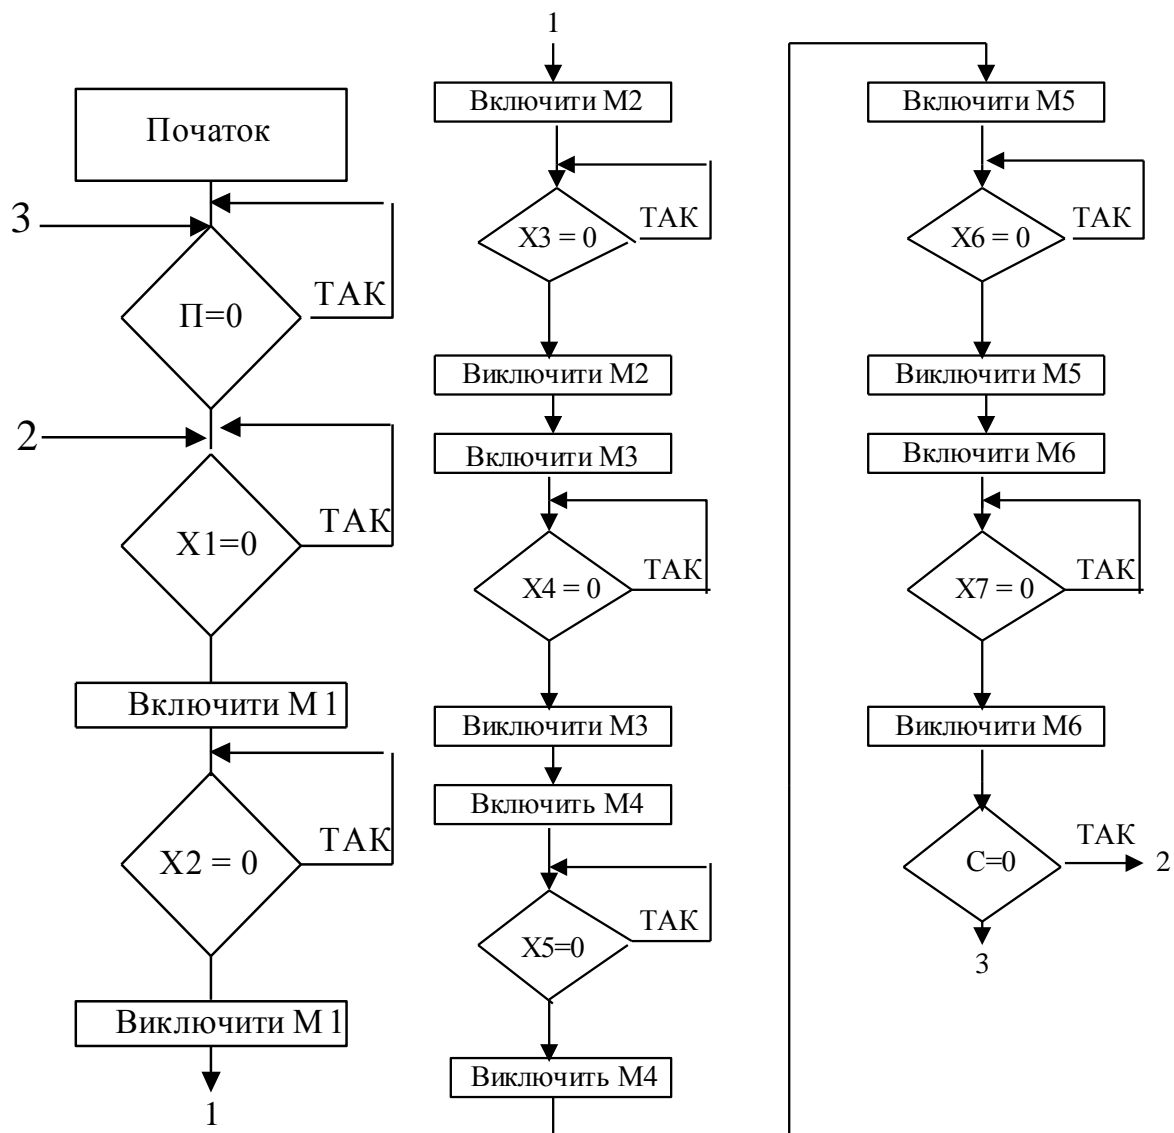 Початок
3
ТАК
П=0
2
ТАК
X1=0
Включити М 1
ТАК
X2 = 0
Виключити М 1
1
1
Включити М2
ТАК
X3 = 0
Виключити М2
Включити М3
ТАК
X4 = 0
Виключити М3
Включить М4
ТАК
X5=0
Виключить М4
Включити М5
ТАК
X6 = 0
Виключити М5
Включити М6
ТАК
X7 = 0
Виключити М6
ТАК
С=0
2
3